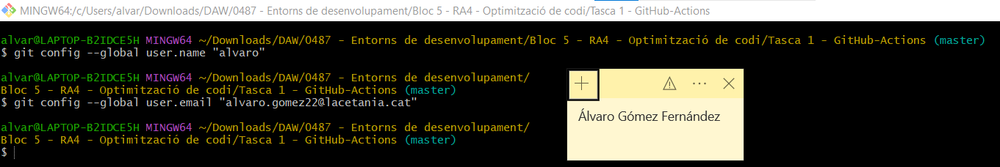 MINGW64:/c/Users/alvar/Downloads/DAW/0487 - Entorns de desenvolupament/Bloc 5 - RA4 - Optimització de codi/Tasca 1 - GitHub-Actions
alvar@LAPTOP-B2IDCE5H MINGW64 ~/Downloads/DAW/0487 - Entorns de desenvolupament/Bloc 5 - RA4 - Optimització de codi/Tasca 1 - GitHub-Actions (master)
$ git config --global user.name "alvaro"
alvar@LAPTOP-B2IDCE5H MINGW64 ~/Downloads/DAW/0487 - Entorns de desenvolupament/
Bloc 5 - RA4 - Optimització de codi/Tasca 1 - GitHub-Actions (master)
$ git config --global user.email "alvaro.gomez22@lacetania.cat"
alvar@LAPTOP-B2IDCE5H MINGW64 ~/Downloads/DAW/0487 - Entorns de desenvolupament/
Bloc 5 - RA4 - Optimització de codi/Tasca 1 - GitHub-Actions (master)
$
Álvaro Gómez Fernández